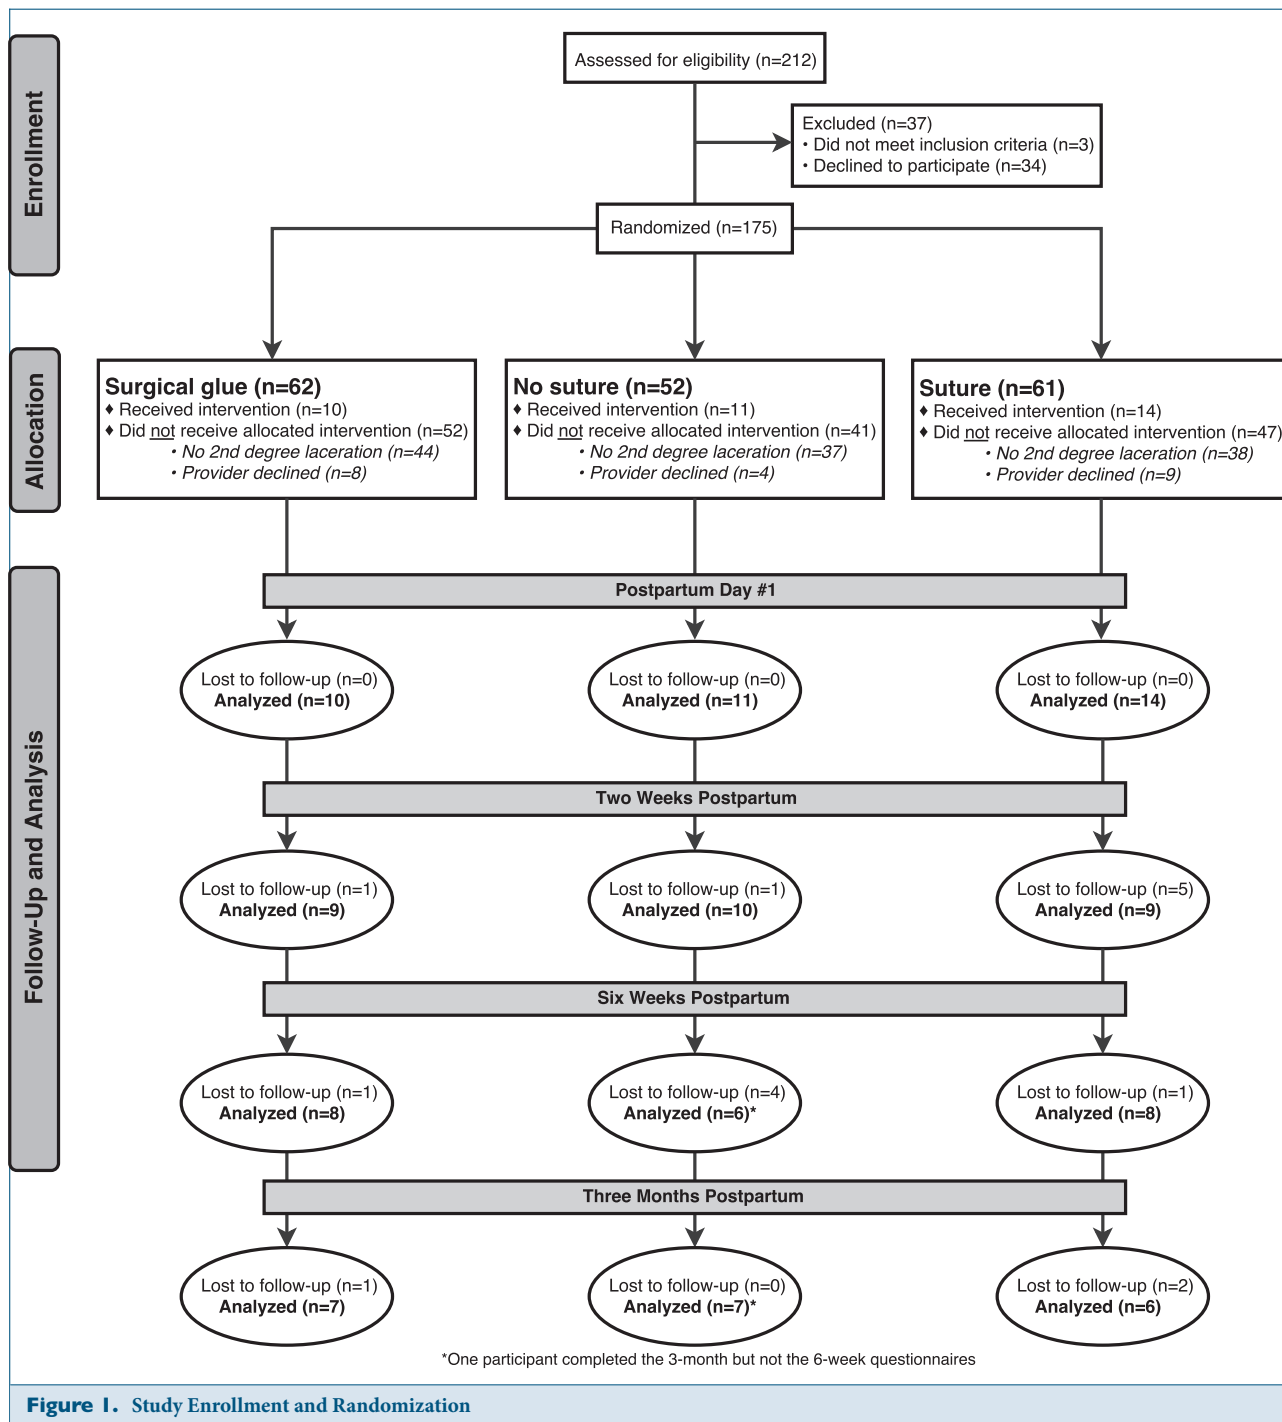 Enrollment
Assessed for eligibility (n=212)
Excluded (n=37)
• Did not meet inclusion criteria (n=3)
• Declined to participate (n=34)
Randomized (n=175)
Allocation
Surgical glue (n=62)
♦ Received intervention (n=10)
♦ Did not receive allocated intervention (n=52)
• No 2nd degree laceration (n=44)
• Provider declined (n=8)
No suture (n=52)
♦ Received intervention (n=11)
♦ Did not receive allocated intervention (n=41)
• No 2nd degree laceration (n=37)
• Provider declined (n=4)
Suture (n=61)
♦ Received intervention (n=14)
♦ Did not receive allocated intervention (n=47)
• No 2nd degree laceration (n=38)
• Provider declined (n=9)
Follow-Up and Analysis
Postpartum Day #1
Lost to follow-up (n=0)
Analyzed (n=10)
Lost to follow-up (n=0)
Analyzed (n=11)
Lost to follow-up (n=0)
Analyzed (n=14)
Two Weeks Postpartum
Lost to follow-up (n=1)
Analyzed (n=9)
Lost to follow-up (n=1)
Analyzed (n=10)
Lost to follow-up (n=5)
Analyzed (n=9)
Six Weeks Postpartum
Lost to follow-up (n=1)
Analyzed (n=8)
Lost to follow-up (n=4)
Analyzed (n=6)*
Lost to follow-up (n=1)
Analyzed (n=8)
Three Months Postpartum
Lost to follow-up (n=1)
Analyzed (n=7)
Lost to follow-up (n=0)
Analyzed (n=7)*
Lost to follow-up (n=2)
Analyzed (n=6)
*One participant completed the 3-month but not the 6-week questionnaires
Figure 1. Study Enrollment and Randomization